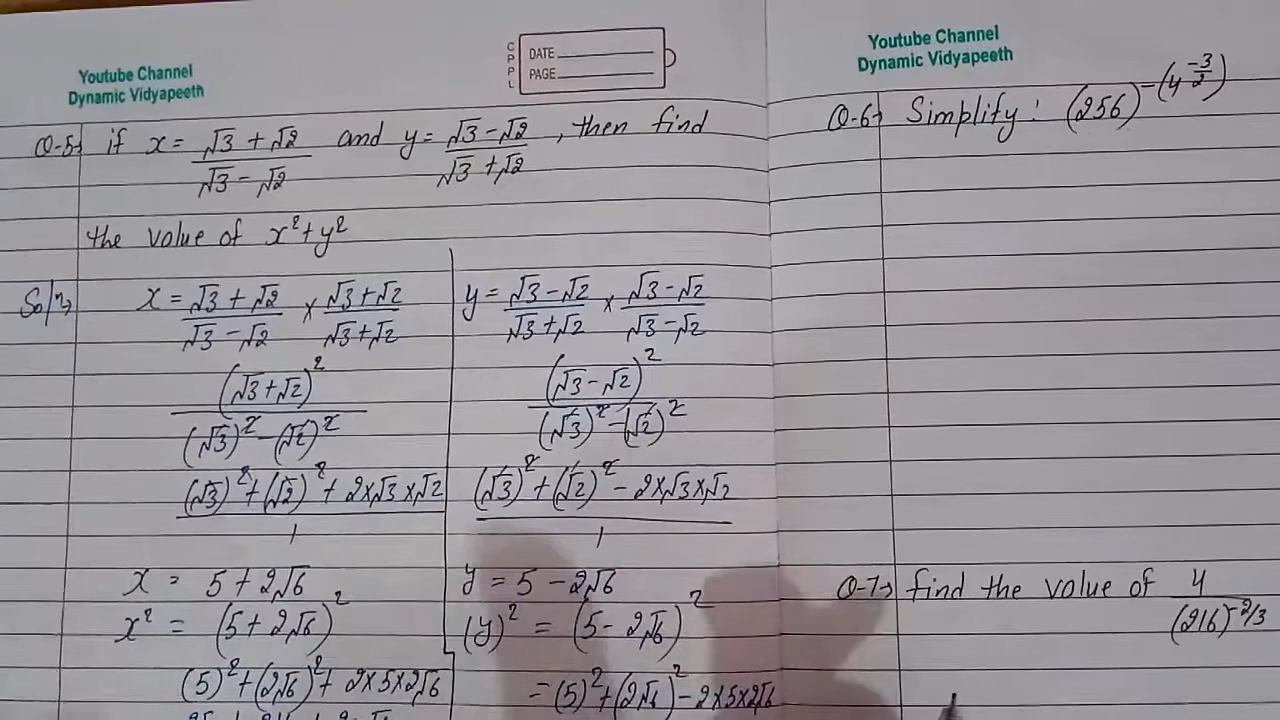 Youtube Channel
Dynamic Vidyapeeth
CPPL
DATE
PAGE
Q-5) if x = (√3 + √2)/(√3 - √2) and y = (√3 - √2)/(√3 + √2), then find
the value of x² + y²
Soln
x = (√3 + √2)/(√3 - √2) × (√3 + √2)/(√3 + √2)
(√3 + √2)²
(√3)² - (√2)²
(√3)² + (√2)² + 2×√3×√2
1
x = 5 + 2√6
x² = (5 + 2√6)²
(5)² + (2√6)² + 2×5×2√6
y = (√3 - √2)/(√3 + √2) × (√3 - √2)/(√3 - √2)
(√3 - √2)²
(√3)² - (√2)²
(√3)² + (√2)² - 2×√3×√2
1
y = 5 - 2√6
(y)² = (5 - 2√6)²
= (5)² + (2√6)² - 2×5×2√6
Youtube Channel
Dynamic Vidyapeeth
Q-6) Simplify: (256)^-(4^(-3/2))
Q-7) find the value of 4/(216)^(-2/3)